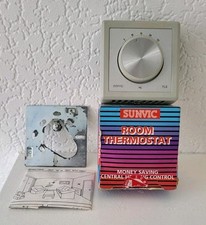 SUNVIC
ROOM
THERMOSTAT
MONEY SAVING
CENTRAL HEATING CONTROL